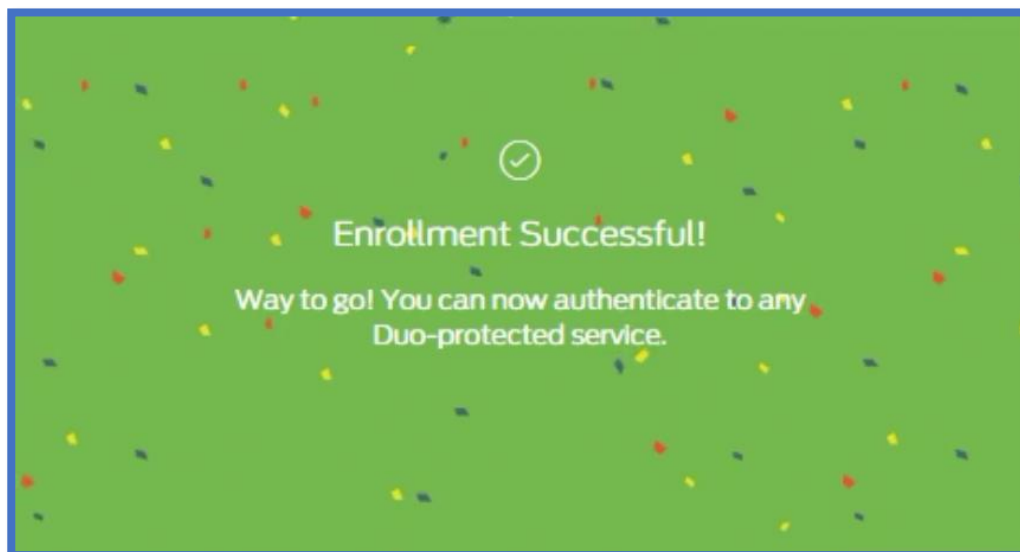 Enrollment Successful!
Way to go! You can now authenticate to any
Duo-protected service.